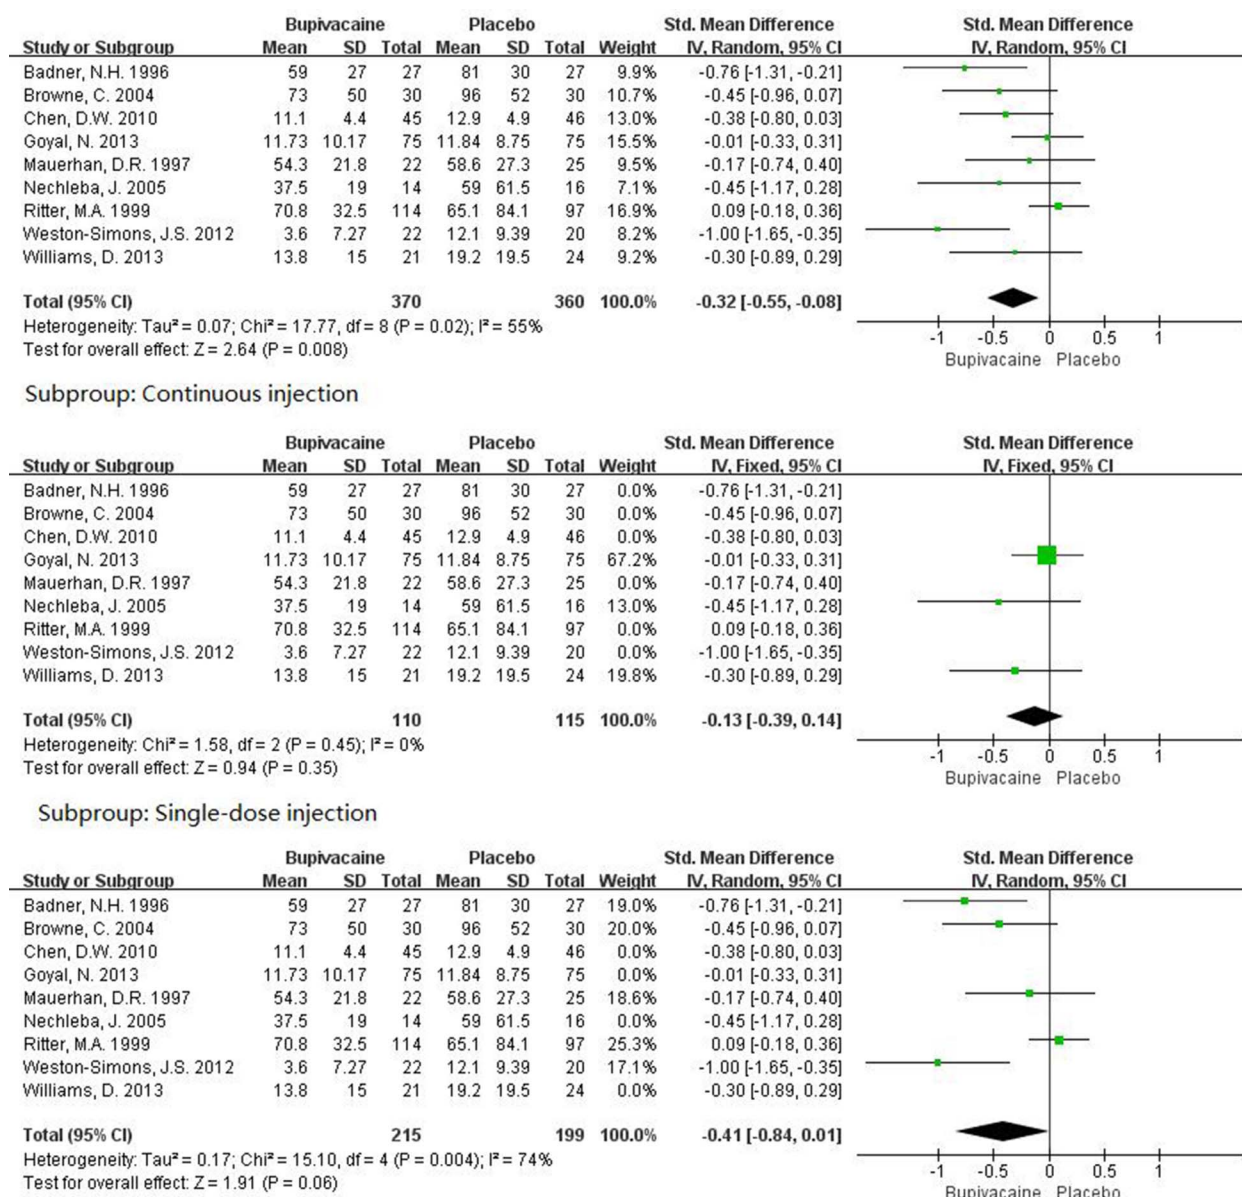 Bupivacaine Placebo Std. Mean Difference Std. Mean Difference
Study or Subgroup Mean SD Total Mean SD Total Weight IV, Random, 95% CI IV, Random, 95% CI
Badner, N.H. 1996 59 27 27 81 30 27 9.9% -0.76 [-1.31, -0.21]
Browne, C. 2004 73 50 30 96 52 30 10.7% -0.45 [-0.96, 0.07]
Chen, D.W. 2010 11.1 4.4 45 12.9 4.9 46 13.0% -0.38 [-0.80, 0.03]
Goyal, N. 2013 11.73 10.17 75 11.84 8.75 75 15.5% -0.01 [-0.33, 0.31]
Mauerhan, D.R. 1997 54.3 21.8 22 58.6 27.3 25 9.5% -0.17 [-0.74, 0.40]
Nechleba, J. 2005 37.5 19 14 59 61.5 16 7.1% -0.45 [-1.17, 0.28]
Ritter, M.A. 1999 70.8 32.5 114 65.1 84.1 97 16.9% 0.09 [-0.18, 0.36]
Weston-Simons, J.S. 2012 3.6 7.27 22 12.1 9.39 20 8.2% -1.00 [-1.65, -0.35]
Williams, D. 2013 13.8 15 21 19.2 19.5 24 9.2% -0.30 [-0.89, 0.29]
Total (95% CI) 370 360 100.0% -0.32 [-0.55, -0.08]
Heterogeneity: Tau² = 0.07; Chi² = 17.77, df = 8 (P = 0.02); I² = 55%
Test for overall effect: Z = 2.64 (P = 0.008)
-1 -0.5 0 0.5 1
Bupivacaine Placebo
Subproup: Continuous injection
Bupivacaine Placebo Std. Mean Difference Std. Mean Difference
Study or Subgroup Mean SD Total Mean SD Total Weight IV, Fixed, 95% CI IV, Fixed, 95% CI
Badner, N.H. 1996 59 27 27 81 30 27 0.0% -0.76 [-1.31, -0.21]
Browne, C. 2004 73 50 30 96 52 30 0.0% -0.45 [-0.96, 0.07]
Chen, D.W. 2010 11.1 4.4 45 12.9 4.9 46 0.0% -0.38 [-0.80, 0.03]
Goyal, N. 2013 11.73 10.17 75 11.84 8.75 75 67.2% -0.01 [-0.33, 0.31]
Mauerhan, D.R. 1997 54.3 21.8 22 58.6 27.3 25 0.0% -0.17 [-0.74, 0.40]
Nechleba, J. 2005 37.5 19 14 59 61.5 16 13.0% -0.45 [-1.17, 0.28]
Ritter, M.A. 1999 70.8 32.5 114 65.1 84.1 97 0.0% 0.09 [-0.18, 0.36]
Weston-Simons, J.S. 2012 3.6 7.27 22 12.1 9.39 20 0.0% -1.00 [-1.65, -0.35]
Williams, D. 2013 13.8 15 21 19.2 19.5 24 19.8% -0.30 [-0.89, 0.29]
Total (95% CI) 110 115 100.0% -0.13 [-0.39, 0.14]
Heterogeneity: Chi² = 1.58, df = 2 (P = 0.45); I² = 0%
Test for overall effect: Z = 0.94 (P = 0.35)
-1 -0.5 0 0.5 1
Bupivacaine Placebo
Subproup: Single-dose injection
Bupivacaine Placebo Std. Mean Difference Std. Mean Difference
Study or Subgroup Mean SD Total Mean SD Total Weight IV, Random, 95% CI IV, Random, 95% CI
Badner, N.H. 1996 59 27 27 81 30 27 19.0% -0.76 [-1.31, -0.21]
Browne, C. 2004 73 50 30 96 52 30 20.0% -0.45 [-0.96, 0.07]
Chen, D.W. 2010 11.1 4.4 45 12.9 4.9 46 0.0% -0.38 [-0.80, 0.03]
Goyal, N. 2013 11.73 10.17 75 11.84 8.75 75 0.0% -0.01 [-0.33, 0.31]
Mauerhan, D.R. 1997 54.3 21.8 22 58.6 27.3 25 18.6% -0.17 [-0.74, 0.40]
Nechleba, J. 2005 37.5 19 14 59 61.5 16 0.0% -0.45 [-1.17, 0.28]
Ritter, M.A. 1999 70.8 32.5 114 65.1 84.1 97 25.3% 0.09 [-0.18, 0.36]
Weston-Simons, J.S. 2012 3.6 7.27 22 12.1 9.39 20 17.1% -1.00 [-1.65, -0.35]
Williams, D. 2013 13.8 15 21 19.2 19.5 24 0.0% -0.30 [-0.89, 0.29]
Total (95% CI) 215 199 100.0% -0.41 [-0.84, 0.01]
Heterogeneity: Tau² = 0.17; Chi² = 15.10, df = 4 (P = 0.004); I² = 74%
Test for overall effect: Z = 1.91 (P = 0.06)
-1 -0.5 0 0.5 1
Bupivacaine Placebo